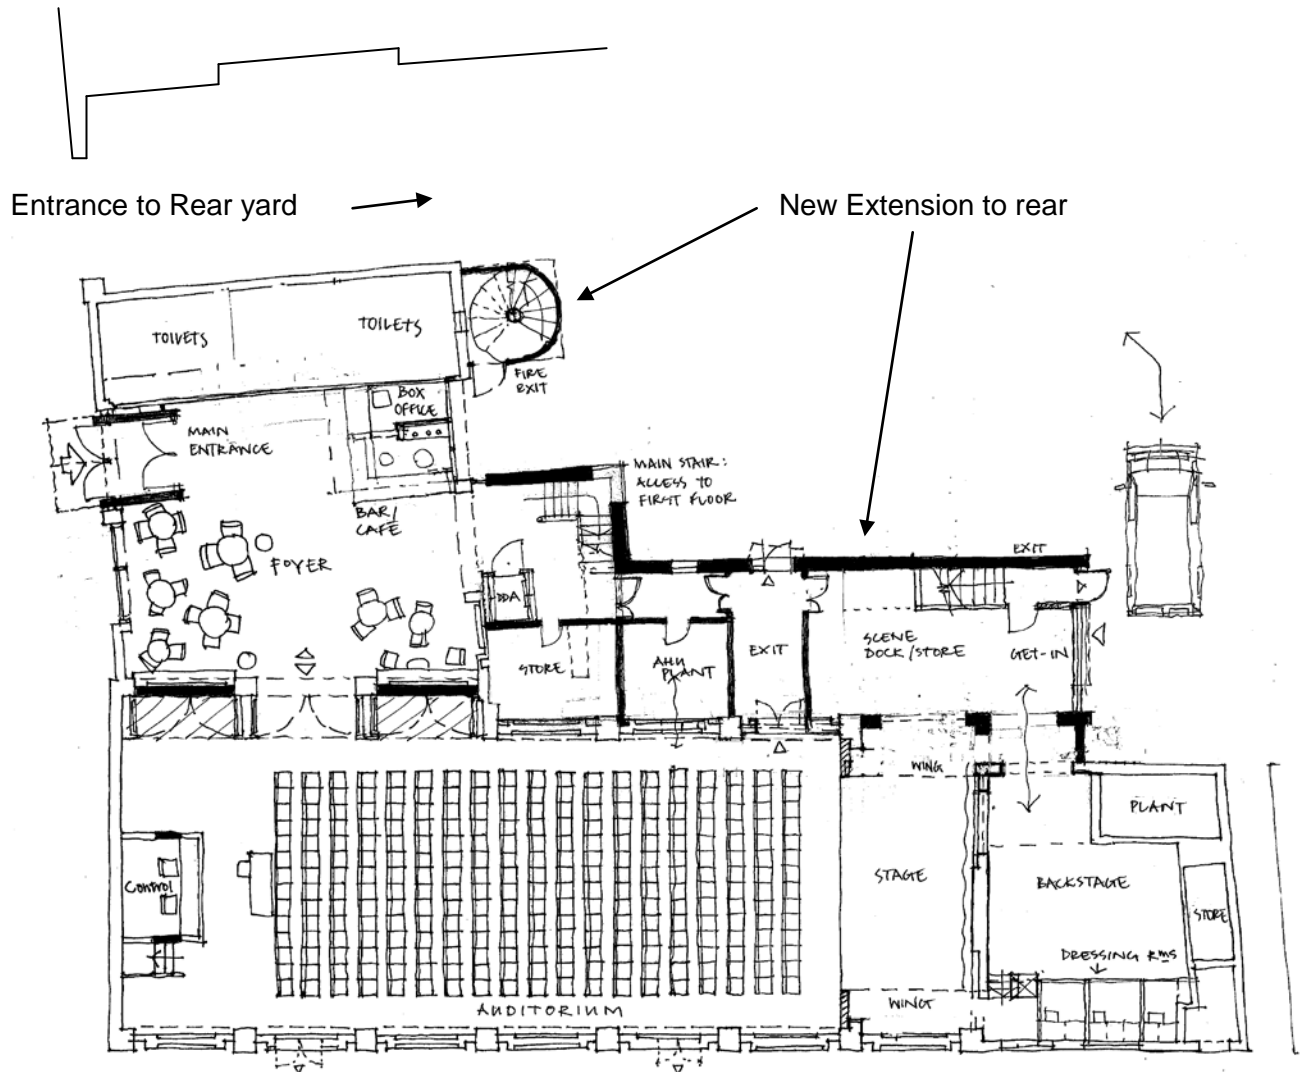 Entrance to Rear yard
New Extension to rear
TOILETS
TOILETS
FIRE
EXIT
BOX
OFFICE
MAIN
ENTRANCE
BAR/
CAFÉ
MAIN STAIR:
ACCESS TO
FIRST FLOOR
FOYER
EXIT
DDA
STORE
AHU
PLANT
EXIT
SCENE
DOCK/STORE
GET-IN
WING
PLANT
Control
STAGE
BACKSTAGE
STORE
DRESSING RMS
WING
AUDITORIUM